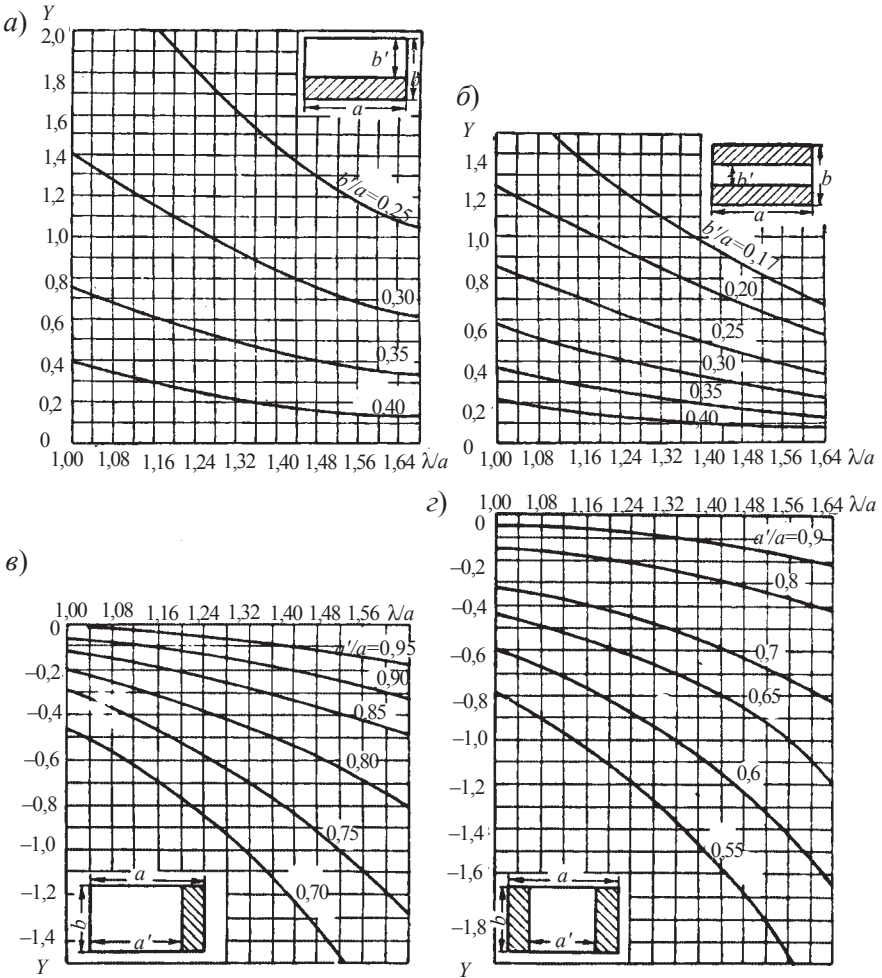 а)
Y
2,0
1,8
1,6
1,4
1,2
1,0
0,8
0,6
0,4
0,2
0
1,00 1,08 1,16 1,24 1,32 1,40 1,48 1,56 1,64 λ/a
b′/a=0,25
0,30
0,35
0,40
b′
b
a
б)
Y
1,4
1,2
1,0
0,8
0,6
0,4
0,2
0
1,00 1,08 1,16 1,24 1,32 1,40 1,48 1,56 1,64 λ/a
b′/a=0,17
0,20
0,25
0,30
0,35
0,40
b′
b
a
в)
1,00 1,08 1,16 1,24 1,32 1,40 1,48 1,56 λ/a
0
–0,2
–0,4
–0,6
–0,8
–1,0
–1,2
–1,4
Y
a′/a=0,95
0,90
0,85
0,80
0,75
0,70
a
b
a′
г)
1,00 1,08 1,16 1,24 1,32 1,40 1,48 1,56 1,64 λ/a
0
–0,2
–0,4
–0,6
–0,8
–1,0
–1,2
–1,4
–1,6
–1,8
Y
a′/a=0,9
0,8
0,7
0,65
0,6
0,55
a
b
a′